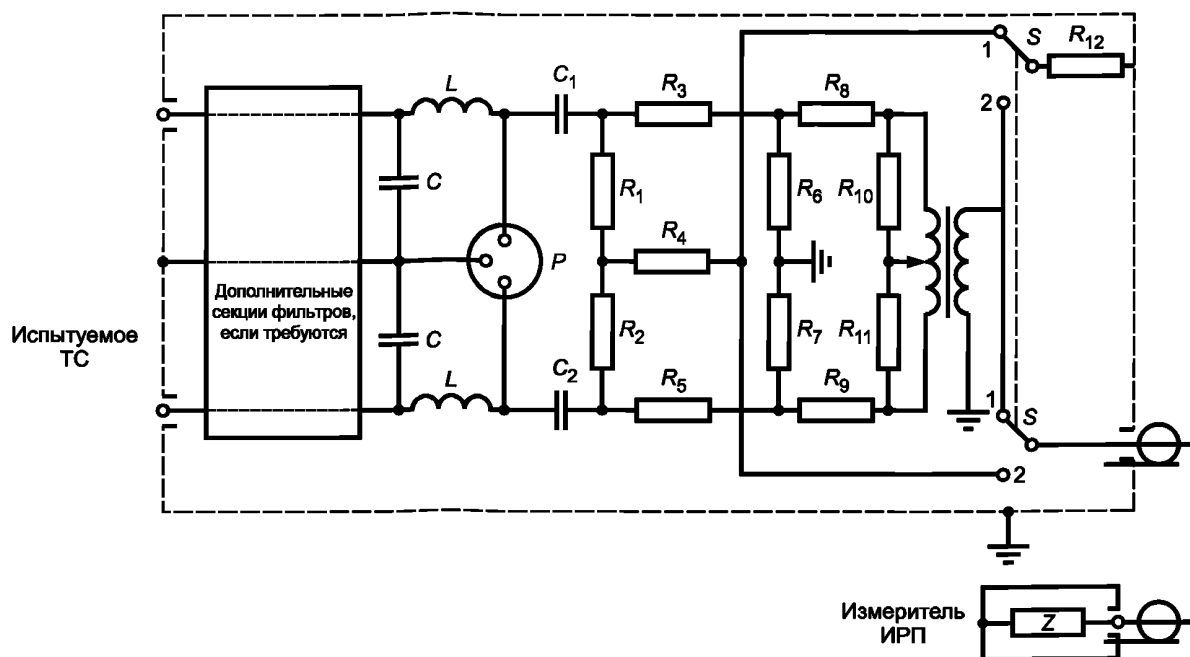 S
R12
1
L
C1
R3
R8
2
C
R1
R6
R10
R4
P
Дополнительные
секции фильтров,
если требуются
Испытуемое
ТС
C
R2
R7
R11
L
C2
R5
R9
1
S
2
Измеритель
ИРП
Z